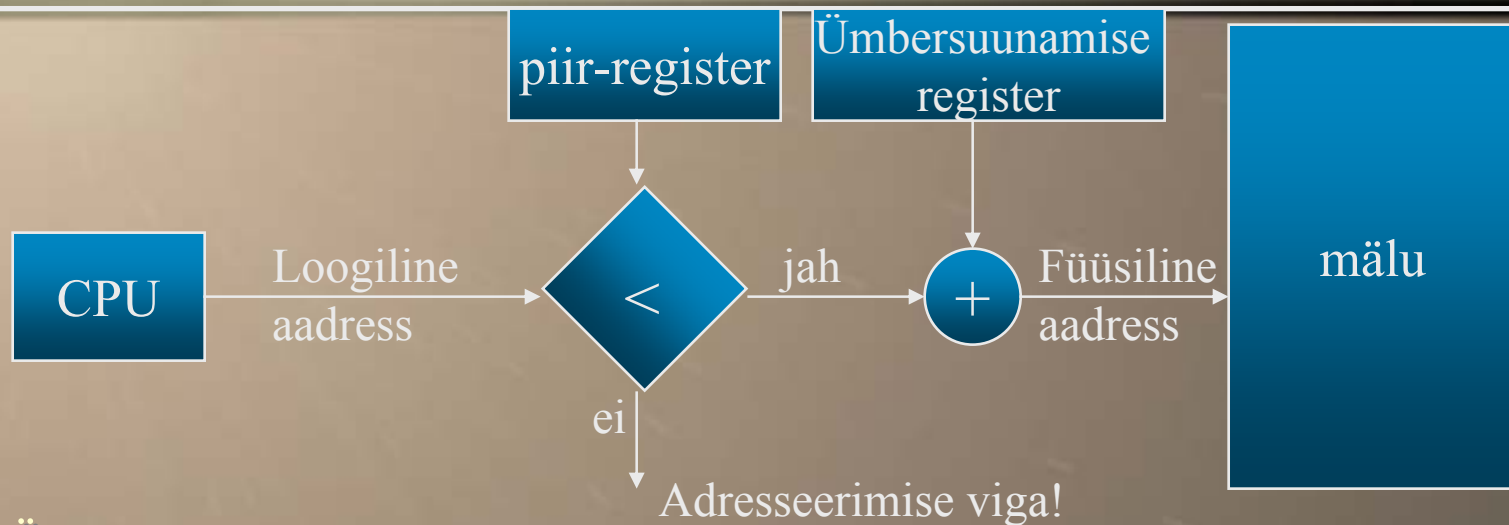 piir-register
Ümbersuunamise
register
mälu
CPU
Loogiline
aadress
<
jah
+
Füüsiline
aadress
ei
Adresseerimise viga!